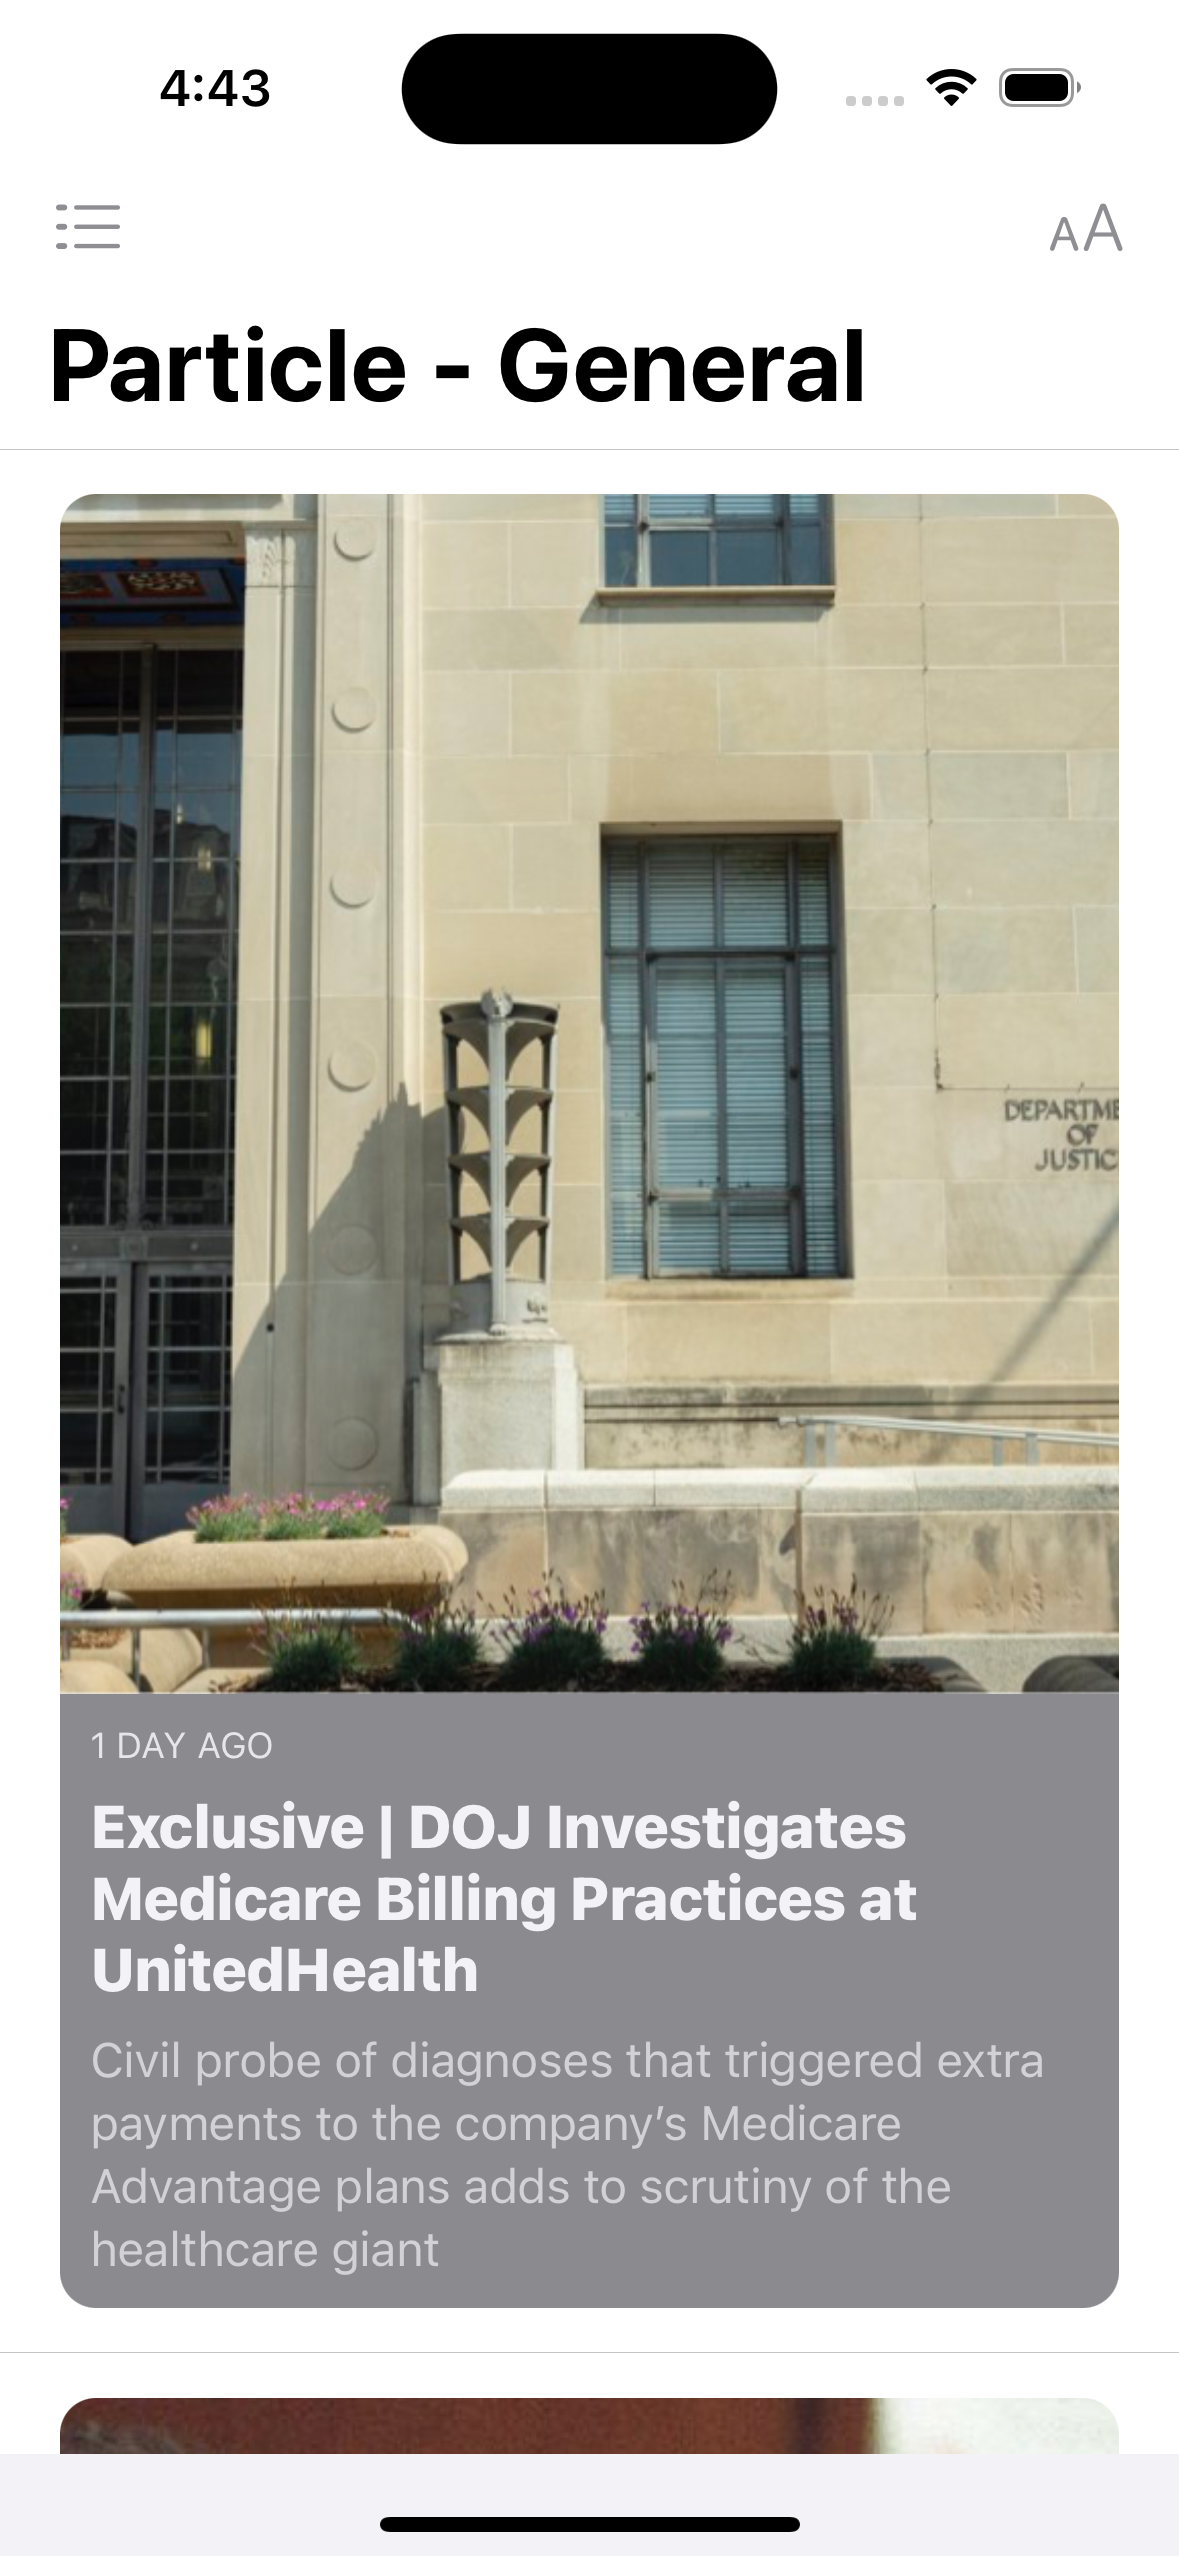 4:43
AA
Particle - General
DEPARTME
OF
JUSTIC
1 DAY AGO
Exclusive | DOJ Investigates
Medicare Billing Practices at
UnitedHealth
Civil probe of diagnoses that triggered extra
payments to the company’s Medicare
Advantage plans adds to scrutiny of the
healthcare giant